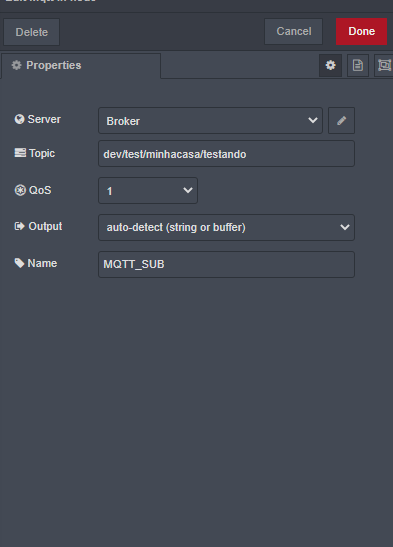 Delete
Cancel
Done
Properties
Server
Broker
Topic
dev/test/minhacasa/testando
QoS
1
Output
auto-detect (string or buffer)
Name
MQTT_SUB